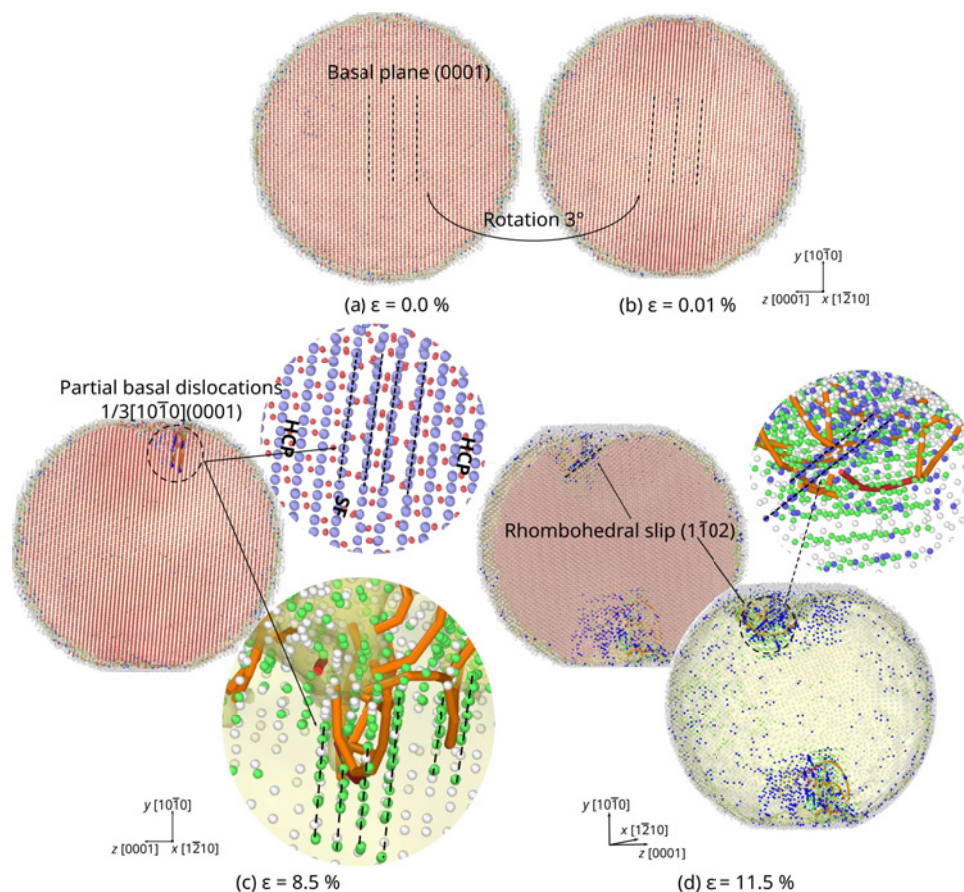 Basal plane (0001)
Rotation 3°
(a) ε = 0.0 %
(b) ε = 0.01 %
y [101̄0]
z [0001] x [12̄10]
Partial basal dislocations
1/3[101̄0](0001)
HCP
SF
HCP
Rhombohedral slip (11̄02)
y [101̄0]
z [0001] x [12̄10]
(c) ε = 8.5 %
y [101̄0]
x [12̄10]
z [0001]
(d) ε = 11.5 %